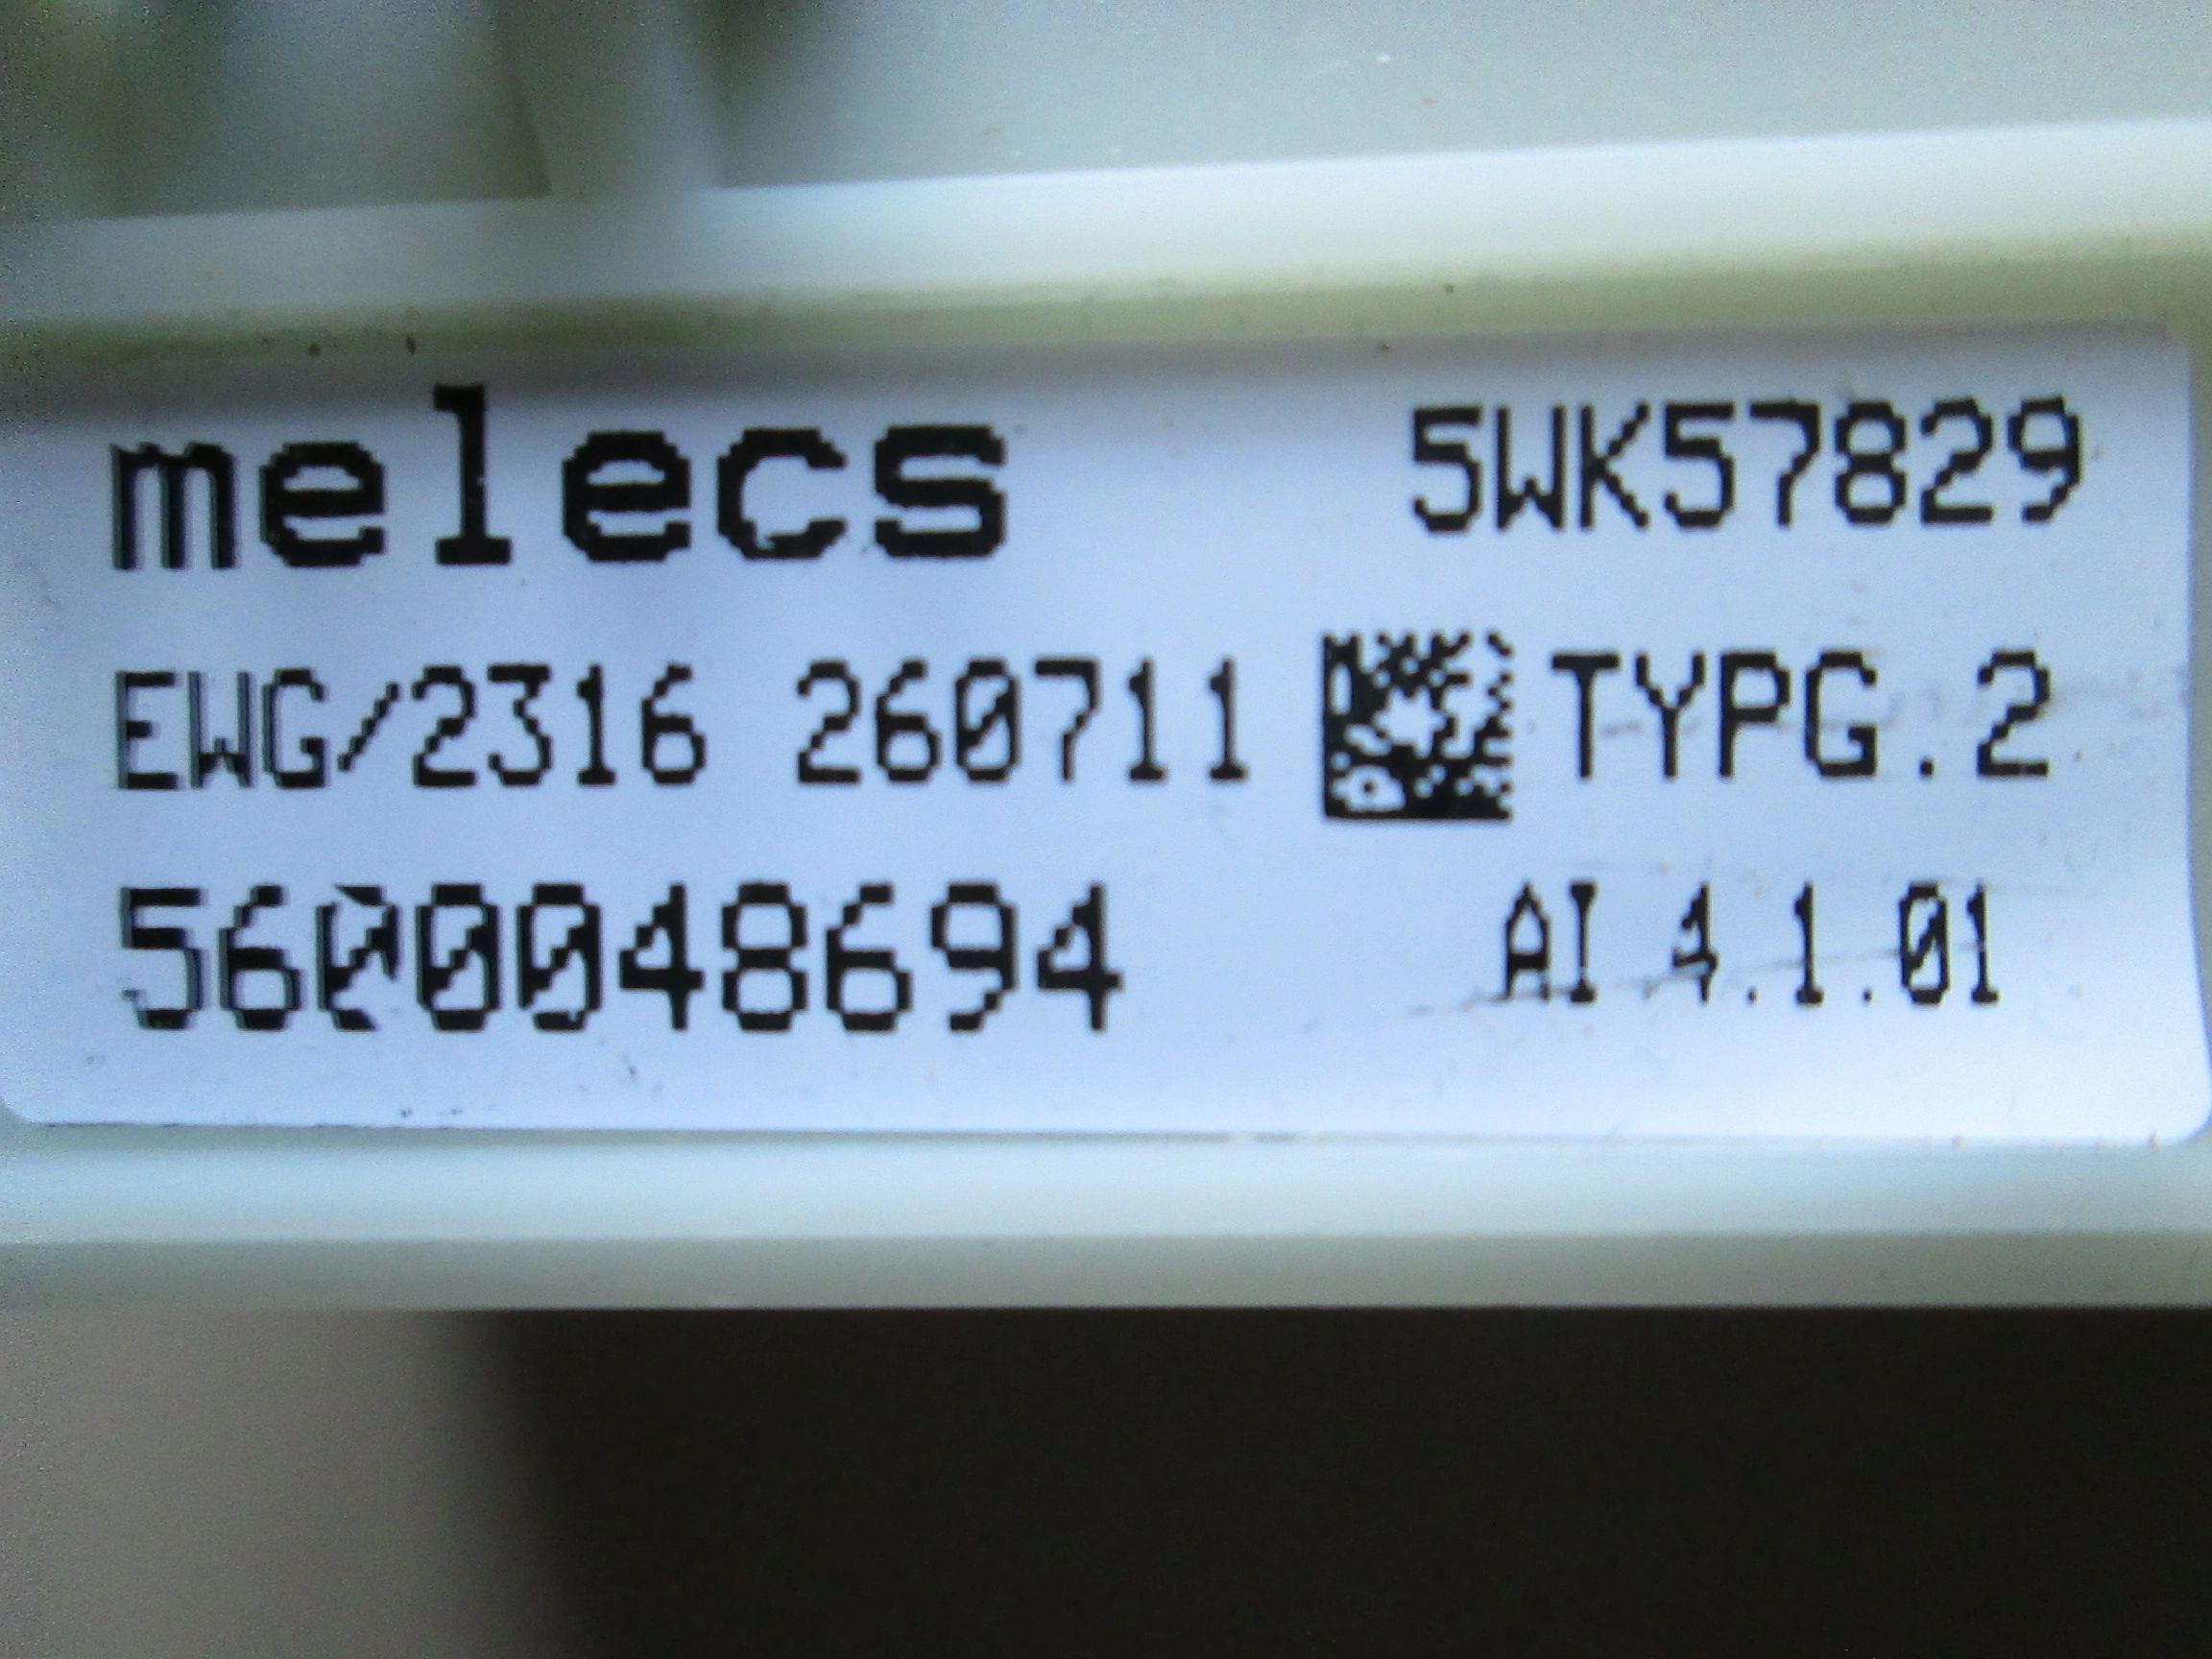 melecs 5WK57829
EWG/2316 260711 TYPG.2
5600048694 AI 4.1.01